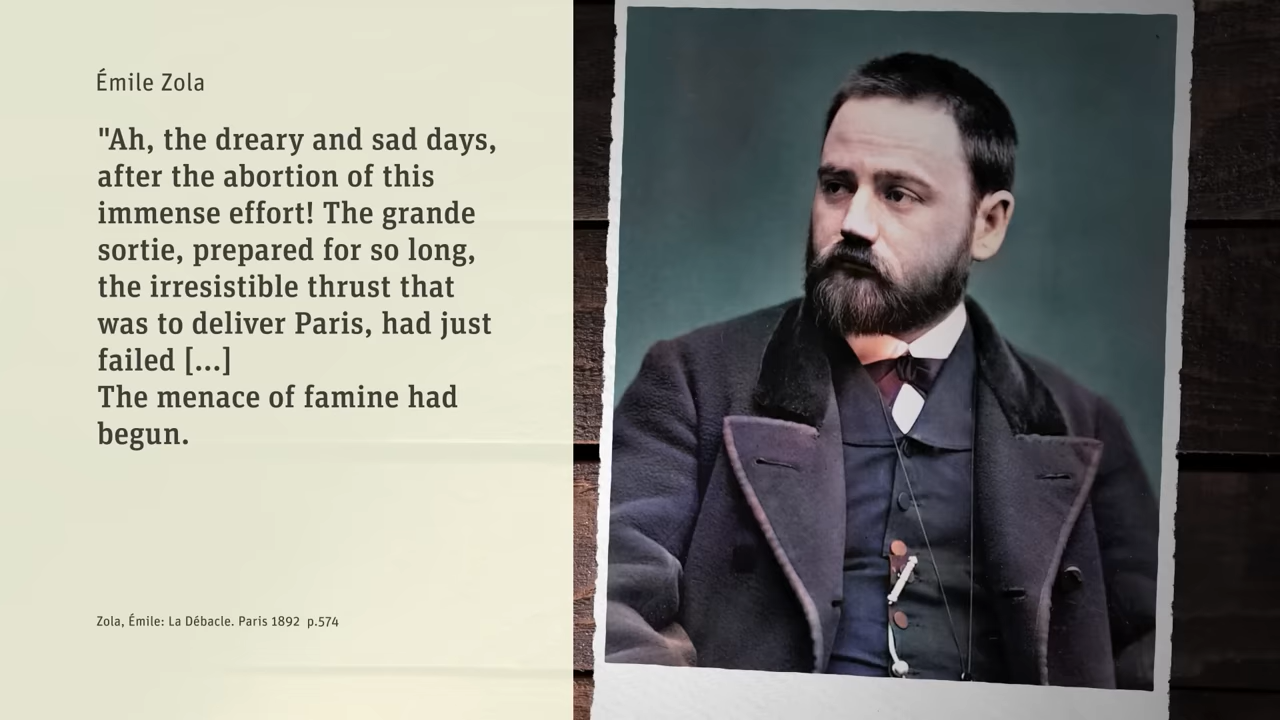 Émile Zola
"Ah, the dreary and sad days,
after the abortion of this
immense effort! The grande
sortie, prepared for so long,
the irresistible thrust that
was to deliver Paris, had just
failed [...]
The menace of famine had
begun.
Zola, Émile: La Débacle. Paris 1892 p.574